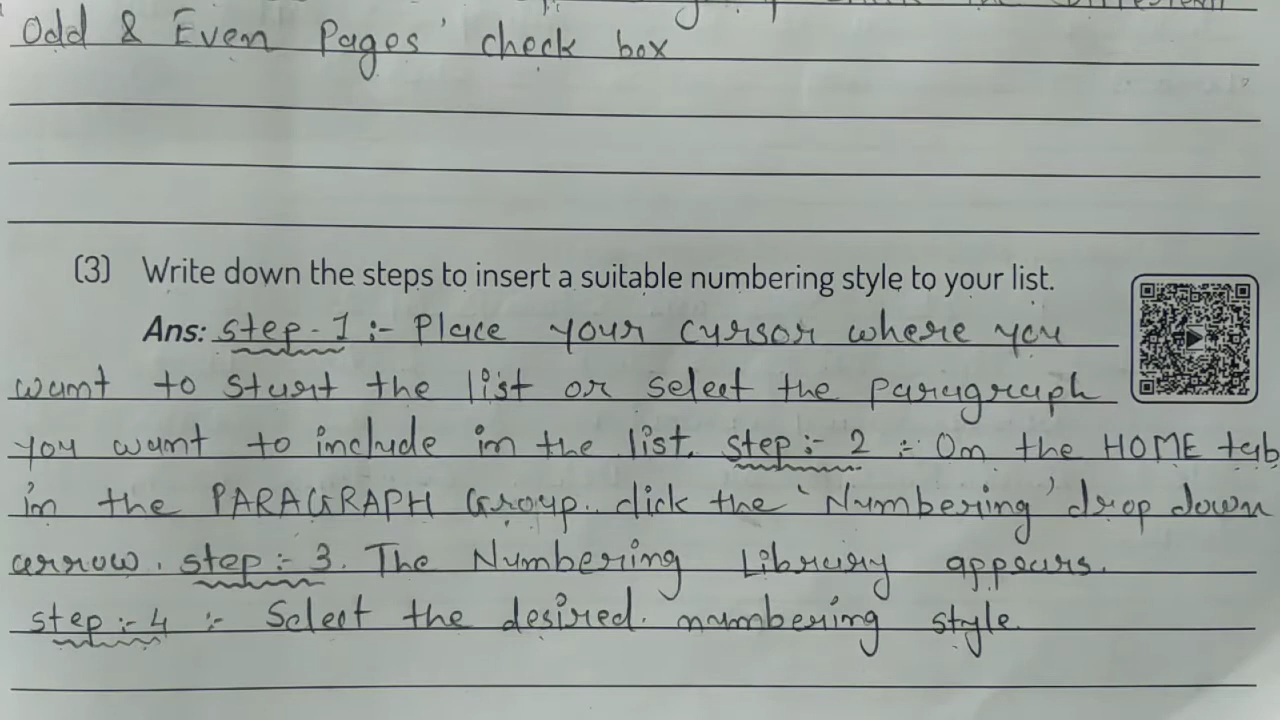 Odd & Even Pages' check box
(3) Write down the steps to insert a suitable numbering style to your list.
Ans: step-1 :- Place your cursor where you
want to start the list or select the paragraph
you want to include in the list. step :- 2 :- On the HOME tab
in the PARAGRAPH Group. click the 'Numbering' drop down
arrow. step :- 3. The Numbering Library appears.
step :- 4 :- Select the desired. numbering style.